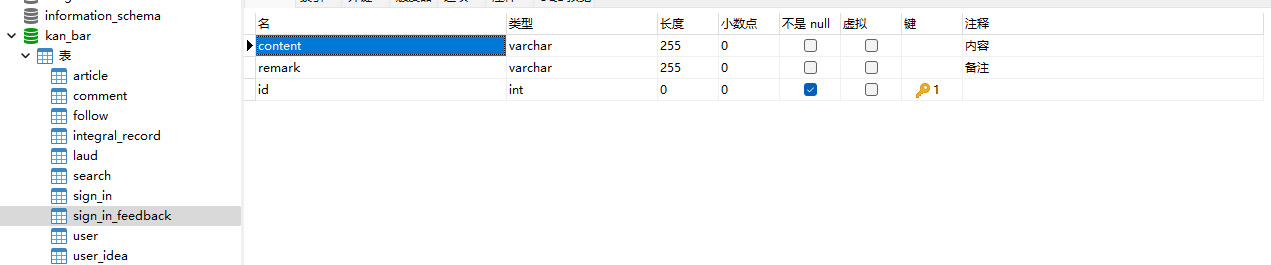 information_schema
kan_bar
表
article
comment
follow
integral_record
laud
search
sign_in
sign_in_feedback
user
user_idea
名 类型 长度 小数点 不是 null 虚拟 键 注释
content varchar 255 0 内容
remark varchar 255 0 备注
id int 0 0 1